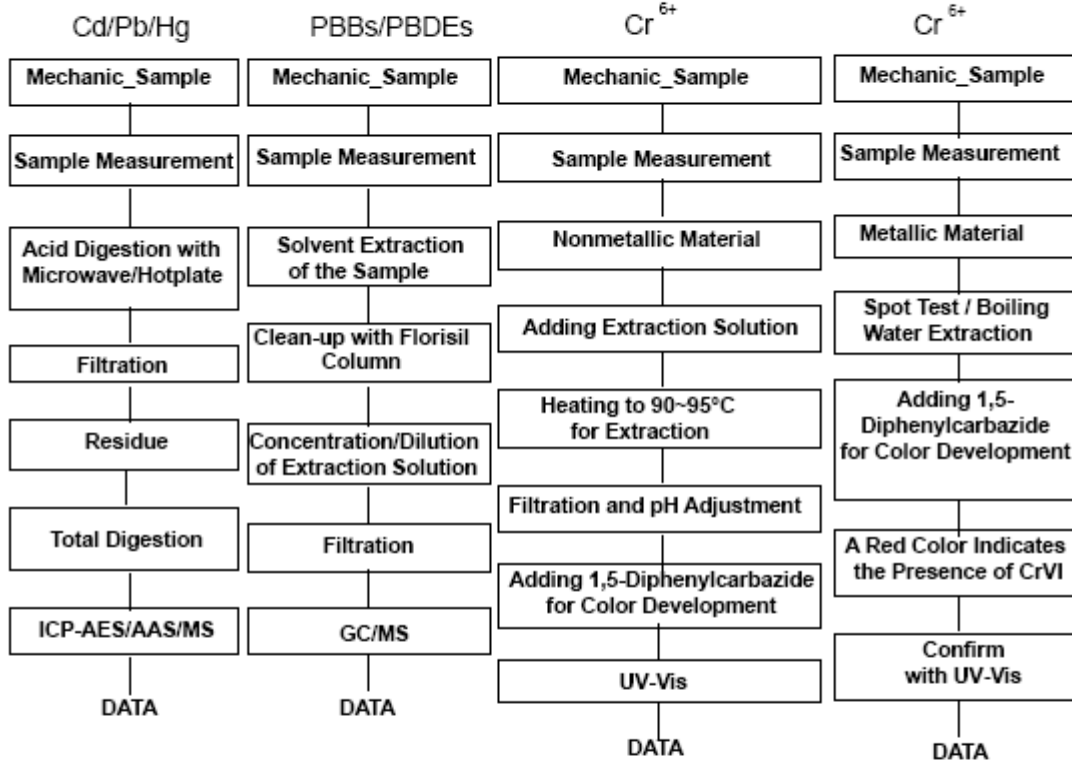 Cd/Pb/Hg
Mechanic_Sample
Sample Measurement
Acid Digestion with
Microwave/Hotplate
Filtration
Residue
Total Digestion
ICP-AES/AAS/MS
DATA
PBBs/PBDEs
Mechanic_Sample
Sample Measurement
Solvent Extraction
of the Sample
Clean-up with Florisil
Column
Concentration/Dilution
of Extraction Solution
Filtration
GC/MS
DATA
Cr 6+
Mechanic_Sample
Sample Measurement
Nonmetallic Material
Adding Extraction Solution
Heating to 90~95°C
for Extraction
Filtration and pH Adjustment
Adding 1,5-Diphenylcarbazide
for Color Development
UV-Vis
DATA
Cr 6+
Mechanic_Sample
Sample Measurement
Metallic Material
Spot Test / Boiling
Water Extraction
Adding 1,5-
Diphenylcarbazide
for Color Development
A Red Color Indicates
the Presence of CrVI
Confirm
with UV-Vis
DATA